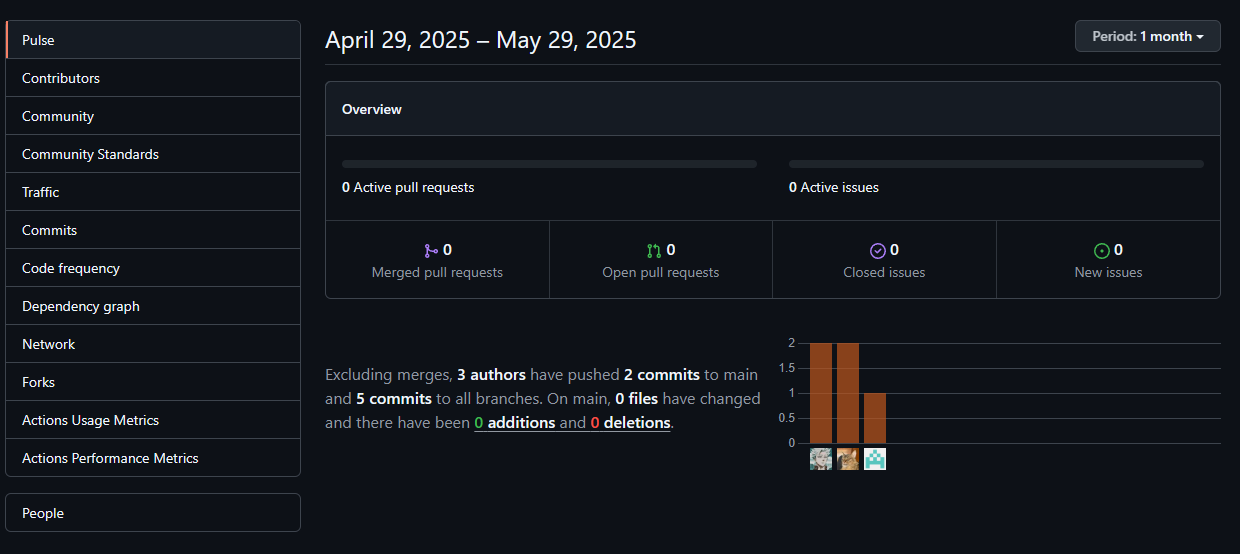 Pulse
Contributors
Community
Community Standards
Traffic
Commits
Code frequency
Dependency graph
Network
Forks
Actions Usage Metrics
Actions Performance Metrics
People
April 29, 2025 – May 29, 2025
Period: 1 month
Overview
0 Active pull requests
0 Active issues
0
Merged pull requests
0
Open pull requests
0
Closed issues
0
New issues
Excluding merges, 3 authors have pushed 2 commits to main
and 5 commits to all branches. On main, 0 files have changed
and there have been 0 additions and 0 deletions.
2
1.5
1
0.5
0